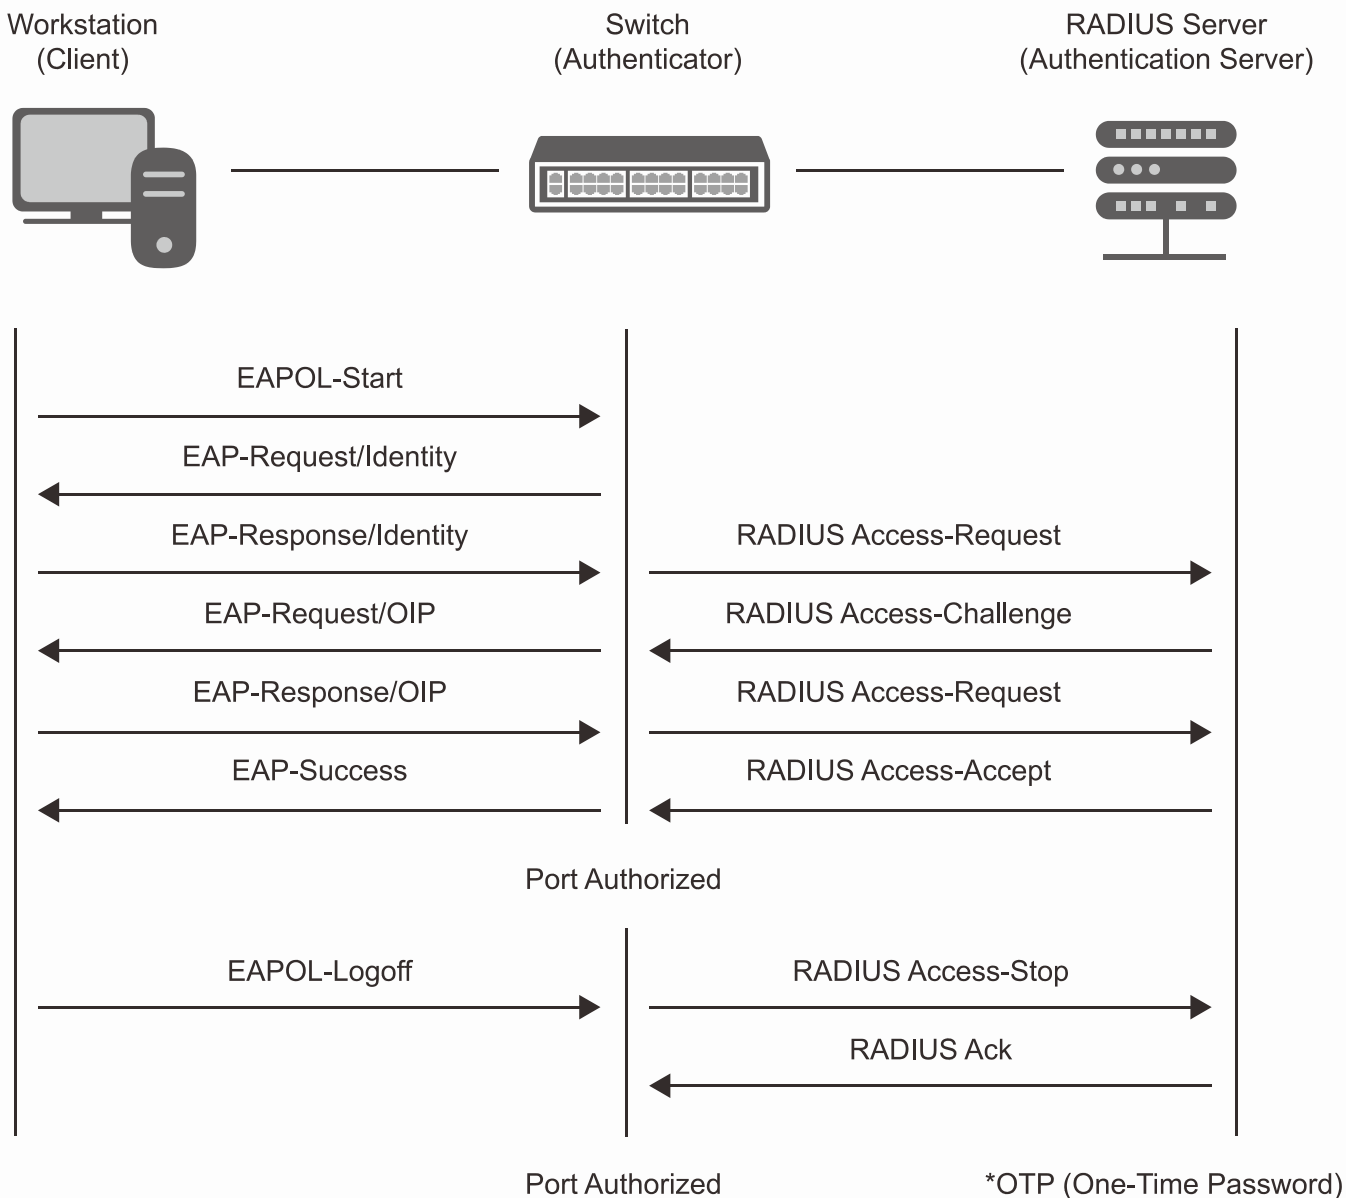 Workstation
(Client)
Switch
(Authenticator)
RADIUS Server
(Authentication Server)
EAPOL-Start
EAP-Request/Identity
EAP-Response/Identity
RADIUS Access-Request
EAP-Request/OIP
RADIUS Access-Challenge
EAP-Response/OIP
RADIUS Access-Request
EAP-Success
RADIUS Access-Accept
Port Authorized
EAPOL-Logoff
RADIUS Access-Stop
RADIUS Ack
Port Authorized
*OTP (One-Time Password)